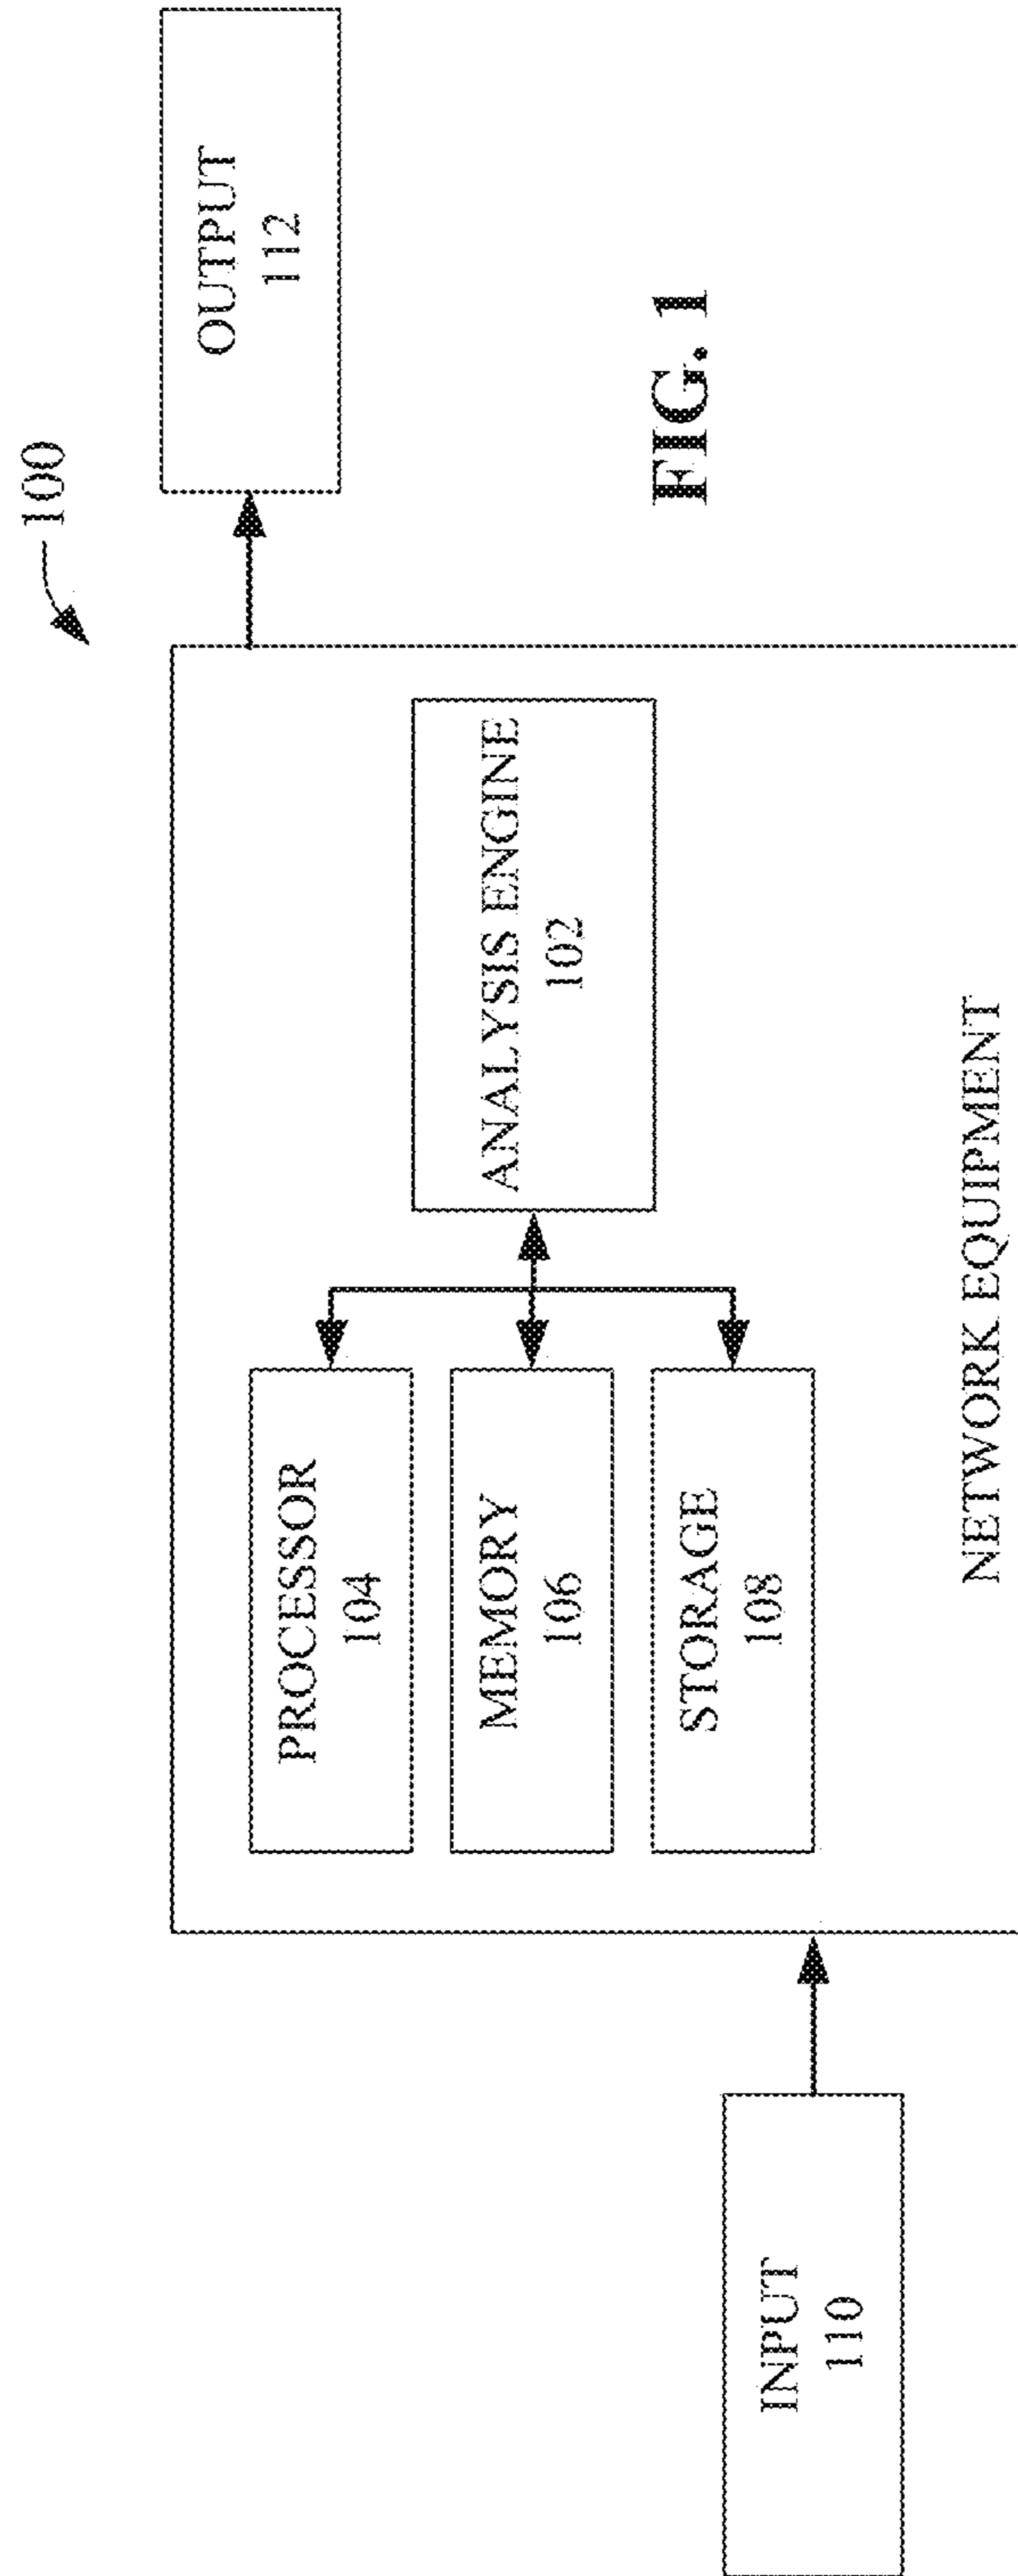 100
OUTPUT
112
PROCESSOR
104
MEMORY
106
STORAGE
108
ANALYSIS ENGINE
102
INPUT
110
NETWORK EQUIPMENT
FIG. 1